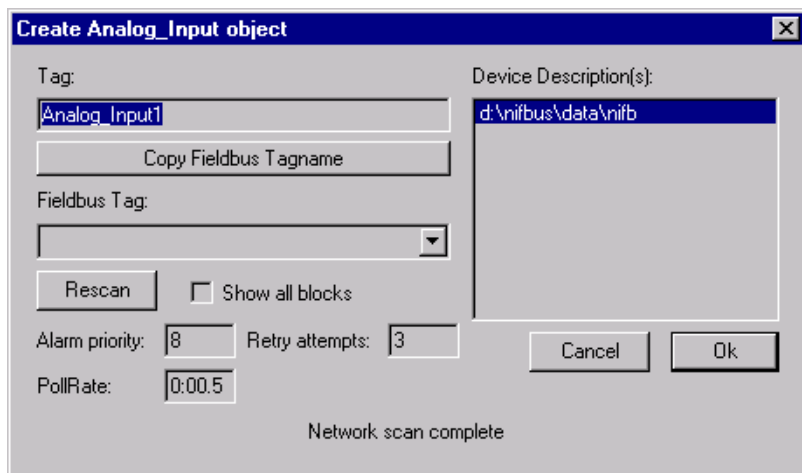 Create Analog_Input object
Tag:
Analog_Input1
Copy Fieldbus Tagname
Fieldbus Tag:
Rescan
Show all blocks
Alarm priority: 8 Retry attempts: 3
PollRate: 0:00.5
Device Description(s):
d:\nifbus\data\nifb
Cancel
Ok
Network scan complete